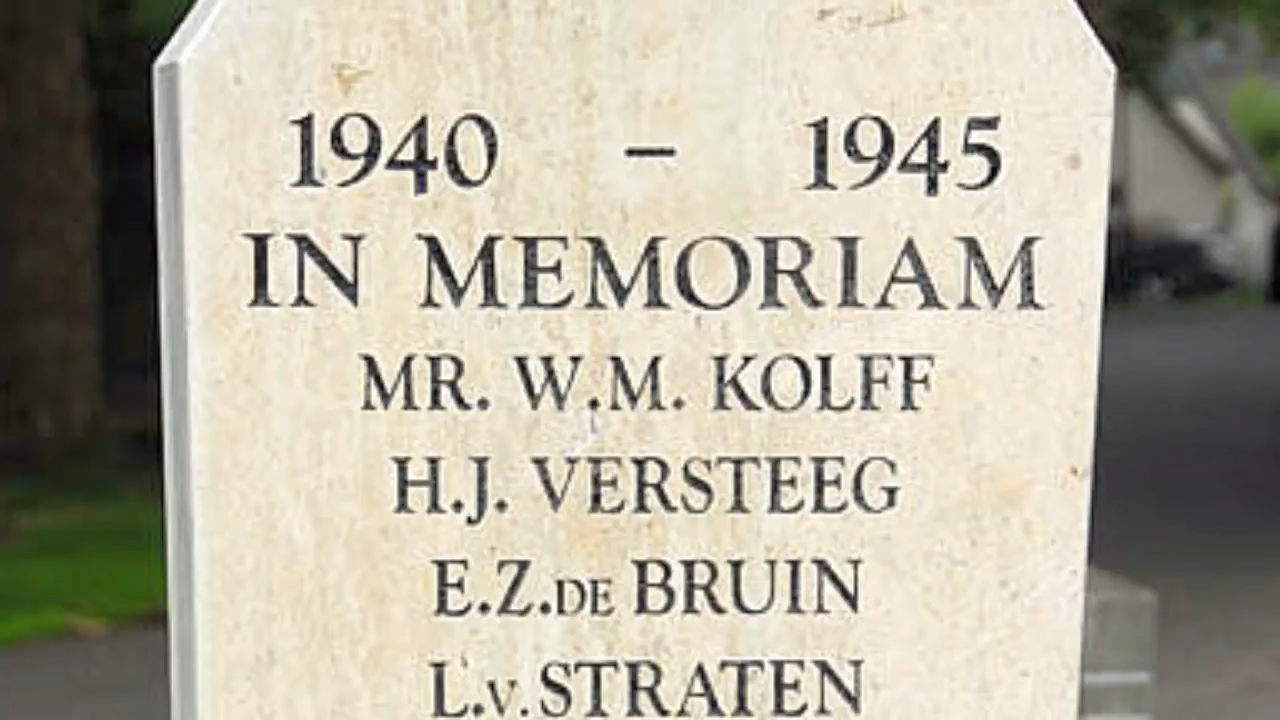 1940 – 1945
IN MEMORIAM
MR. W.M. KOLFF
H.J. VERSTEEG
E.Z. DE BRUIN
L.V. STRATEN